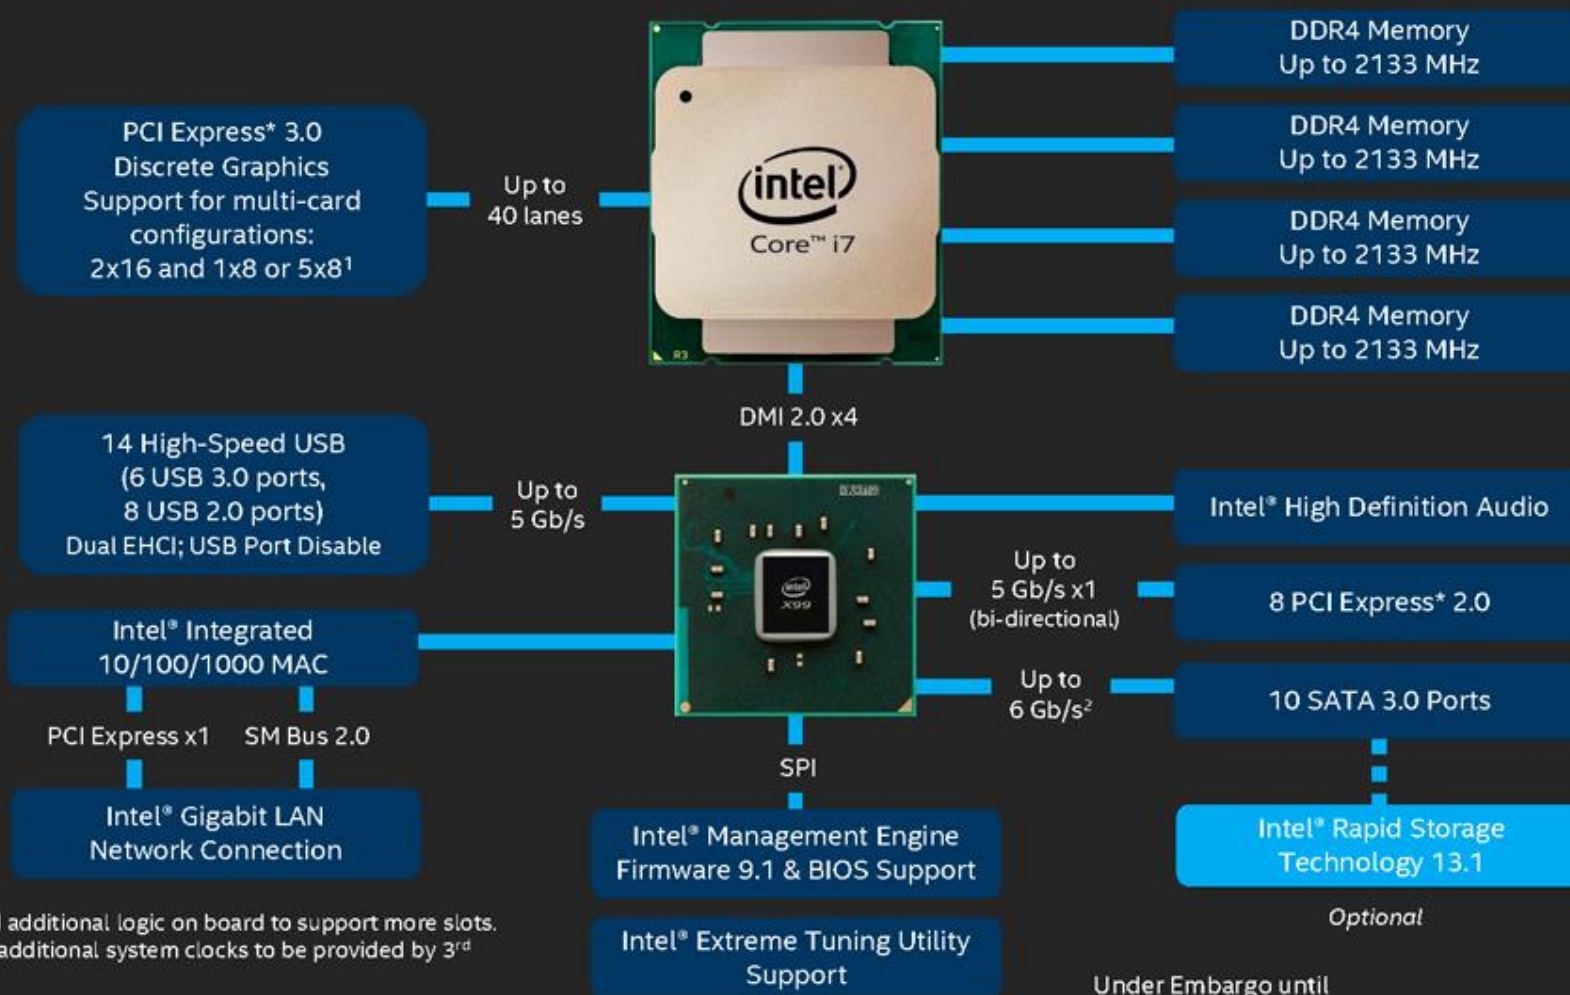 DDR4 Memory
Up to 2133 MHz
DDR4 Memory
Up to 2133 MHz
DDR4 Memory
Up to 2133 MHz
DDR4 Memory
Up to 2133 MHz
PCI Express* 3.0
Discrete Graphics
Support for multi-card
configurations:
2x16 and 1x8 or 5x8¹
Up to
40 lanes
intel
Core™ i7
R3
DMI 2.0 x4
14 High-Speed USB
(6 USB 3.0 ports,
8 USB 2.0 ports)
Dual EHCI; USB Port Disable
Up to
5 Gb/s
intel
X99
Intel® High Definition Audio
Up to
5 Gb/s x1
(bi-directional)
8 PCI Express* 2.0
Up to
6 Gb/s²
10 SATA 3.0 Ports
Intel® Integrated
10/100/1000 MAC
PCI Express x1
SM Bus 2.0
Intel® Gigabit LAN
Network Connection
SPI
Intel® Management Engine
Firmware 9.1 & BIOS Support
Intel® Extreme Tuning Utility
Support
Intel® Rapid Storage
Technology 13.1
Optional
additional logic on board to support more slots.
additional system clocks to be provided by 3rd
Under Embargo until